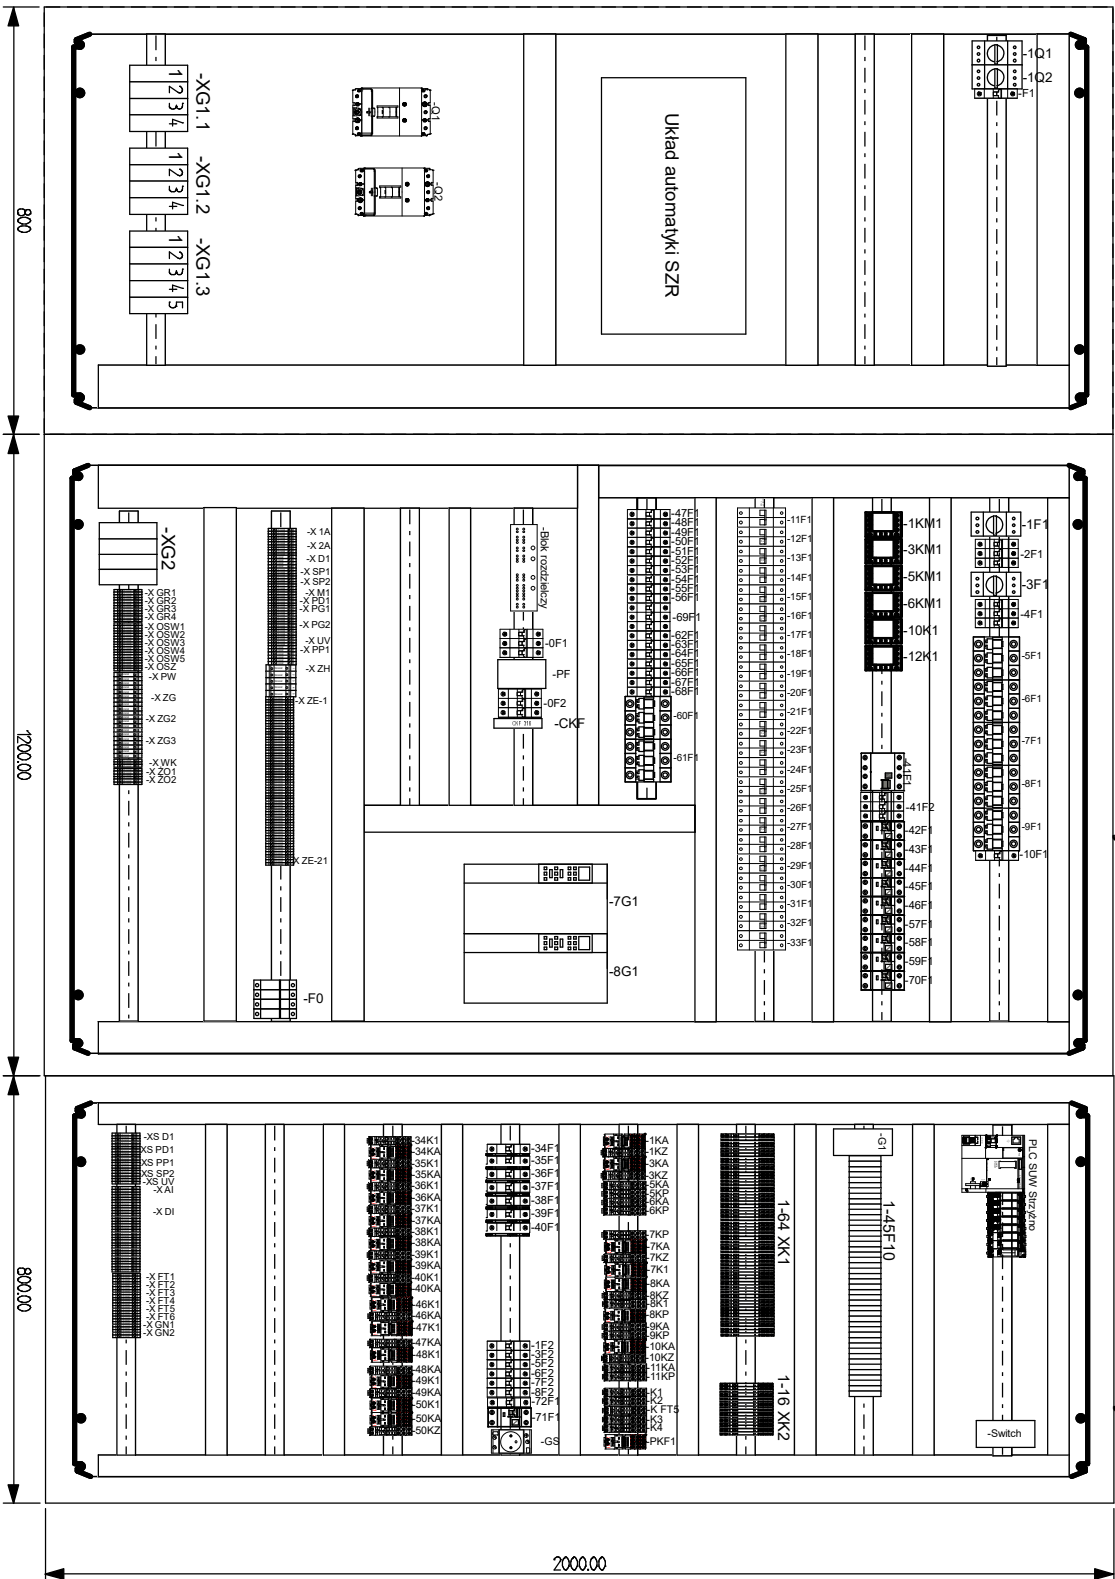 800
1200.00
800.00
2000.00
1
2
3
4
-XG1.1
1
2
3
4
-XG1.2
1
2
3
4
5
-XG1.3
-Q1
-Q2
Układ automatyki SZR
-1Q1
-1Q2
-F1
-XG2
-X GR1
-X GR2
-X GR3
-X GR4
-X OSW1
-X OSW2
-X OSW3
-X OSW4
-X OSW5
-X OSZ
-X PW
-X ZG
-X ZG2
-X ZG3
-X WK
-X ZO1
-X ZO2
-X 1A
-X 2A
-X D1
-X SP1
-X SP2
-X M1
-X PD1
-X PG1
-X PG2
-X UV
-X PP1
-X ZH
-X ZE-1
X ZE-21
-F0
-Blok rozdzielczy
-0F1
-PF
-0F2
-CKF
-7G1
-8G1
-47F1
-48F1
-49F1
-50F1
-51F1
-52F1
-53F1
-54F1
-55F1
-56F1
-69F1
-62F1
-63F1
-64F1
-65F1
-66F1
-67F1
-68F1
-60F1
-61F1
-11F1
-12F1
-13F1
-14F1
-15F1
-16F1
-17F1
-18F1
-19F1
-20F1
-21F1
-22F1
-23F1
-24F1
-25F1
-26F1
-27F1
-28F1
-29F1
-30F1
-31F1
-32F1
-33F1
-1KM1
-3KM1
-5KM1
-6KM1
-10K1
-12K1
-41F1
-41F2
-42F1
-43F1
-44F1
-45F1
-46F1
-57F1
-58F1
-59F1
-70F1
-1F1
-2F1
-3F1
-4F1
-5F1
-6F1
-7F1
-8F1
-9F1
-10F1
-XS D1
XS PD1
XS PP1
XS SP2
-XS UV
-X AI
-X DI
-X FT1
-X FT2
-X FT3
-X FT4
-X FT5
-X FT6
-X GN1
-X GN2
-34K1
-34KA
-35K1
-35KA
-36K1
-36KA
-37K1
-37KA
-38K1
-38KA
-39K1
-39KA
-40K1
-40KA
-46K1
-46KA
-47K1
-47KA
-48K1
-48KA
-49K1
-49KA
-50K1
-50KA
-50KZ
-34F1
-35F1
-36F1
-37F1
-38F1
-39F1
-40F1
-1F2
-3F2
-5F2
-6F2
-7F2
-8F2
-72F1
-71F1
-GS
-1KA
-1KZ
-3KA
-3KZ
-5KA
-5KP
-6KA
-6KP
-7KP
-7KA
-7KZ
-7K1
-8KA
-8KZ
-8K1
-8KP
-9KA
-9KP
-10KA
-10KZ
-11KA
-11KP
-K1
-K2
-K FT5
-K3
-K4
-PKF1
1-64 XK1
1-16 XK2
-G1
1-45F10
PLC SUW Strzyżno
-Switch